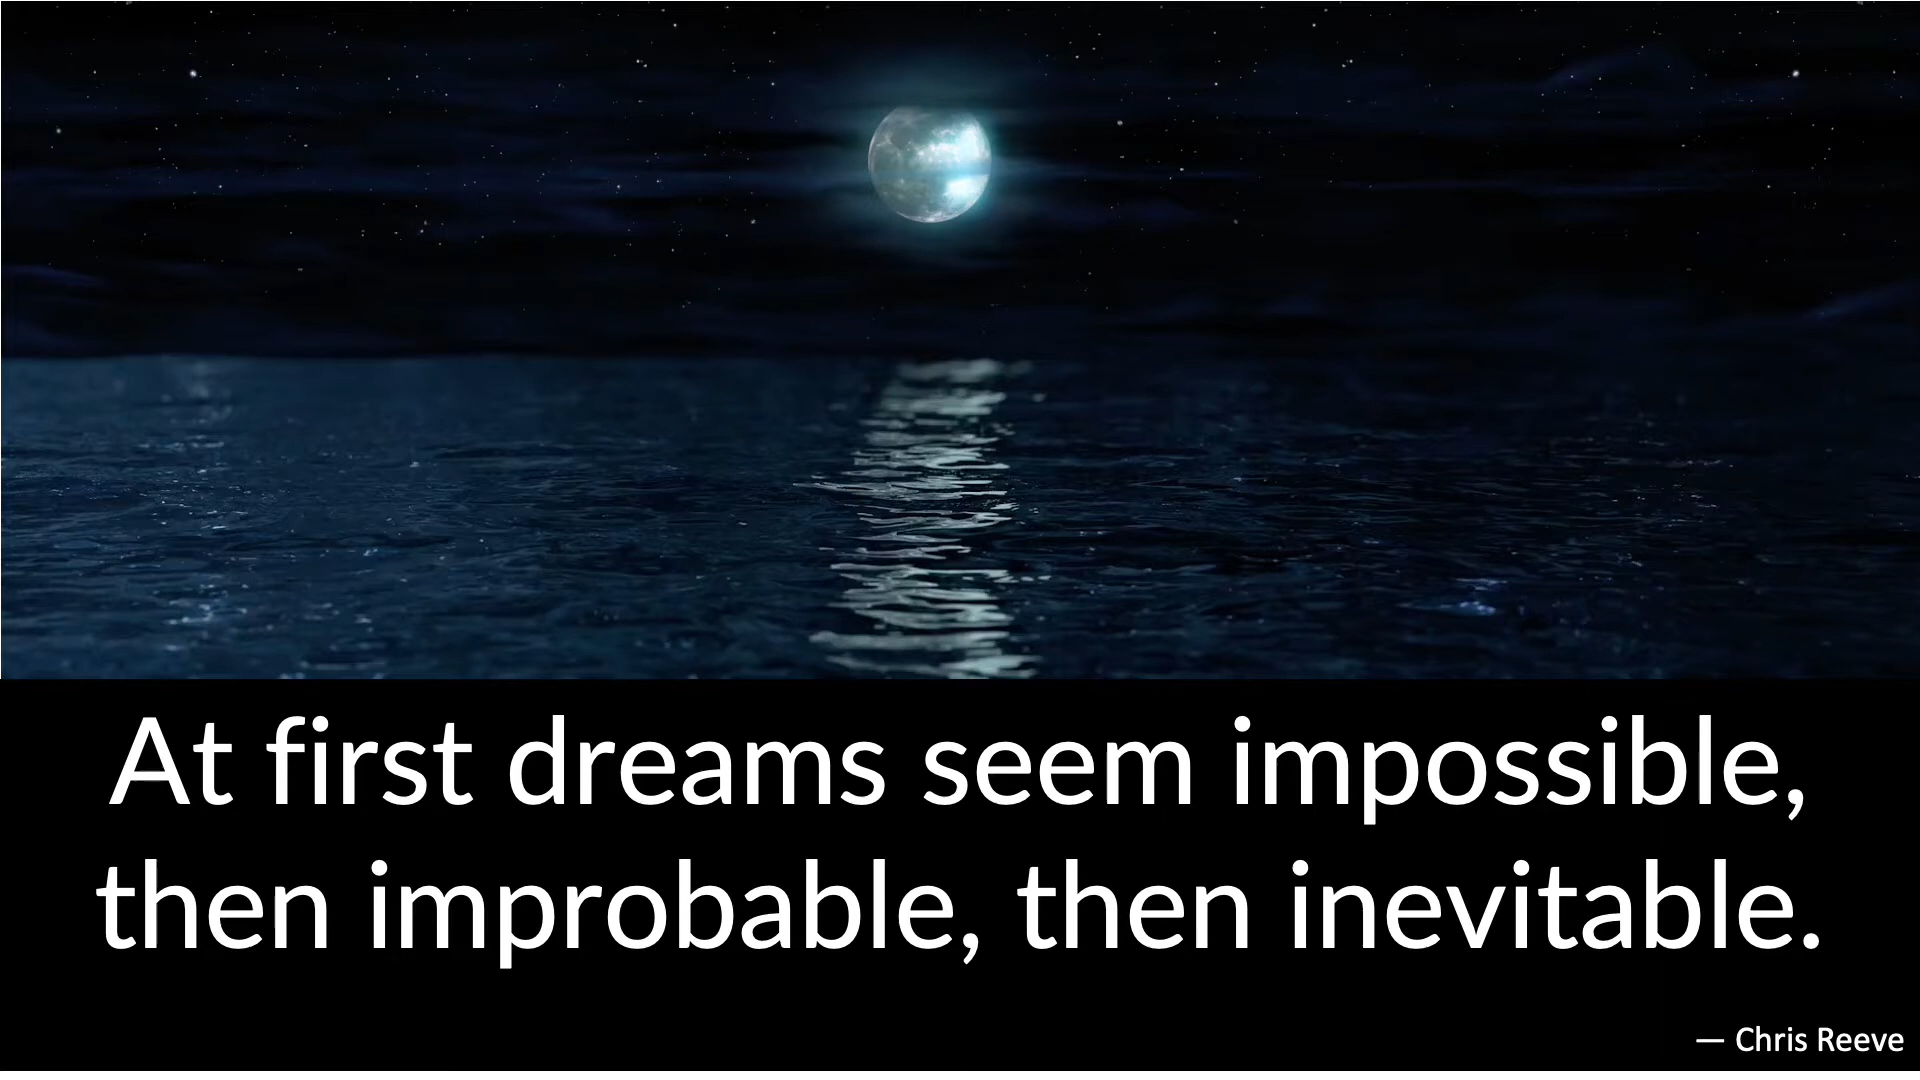 At first dreams seem impossible,
then improbable, then inevitable.
— Chris Reeve